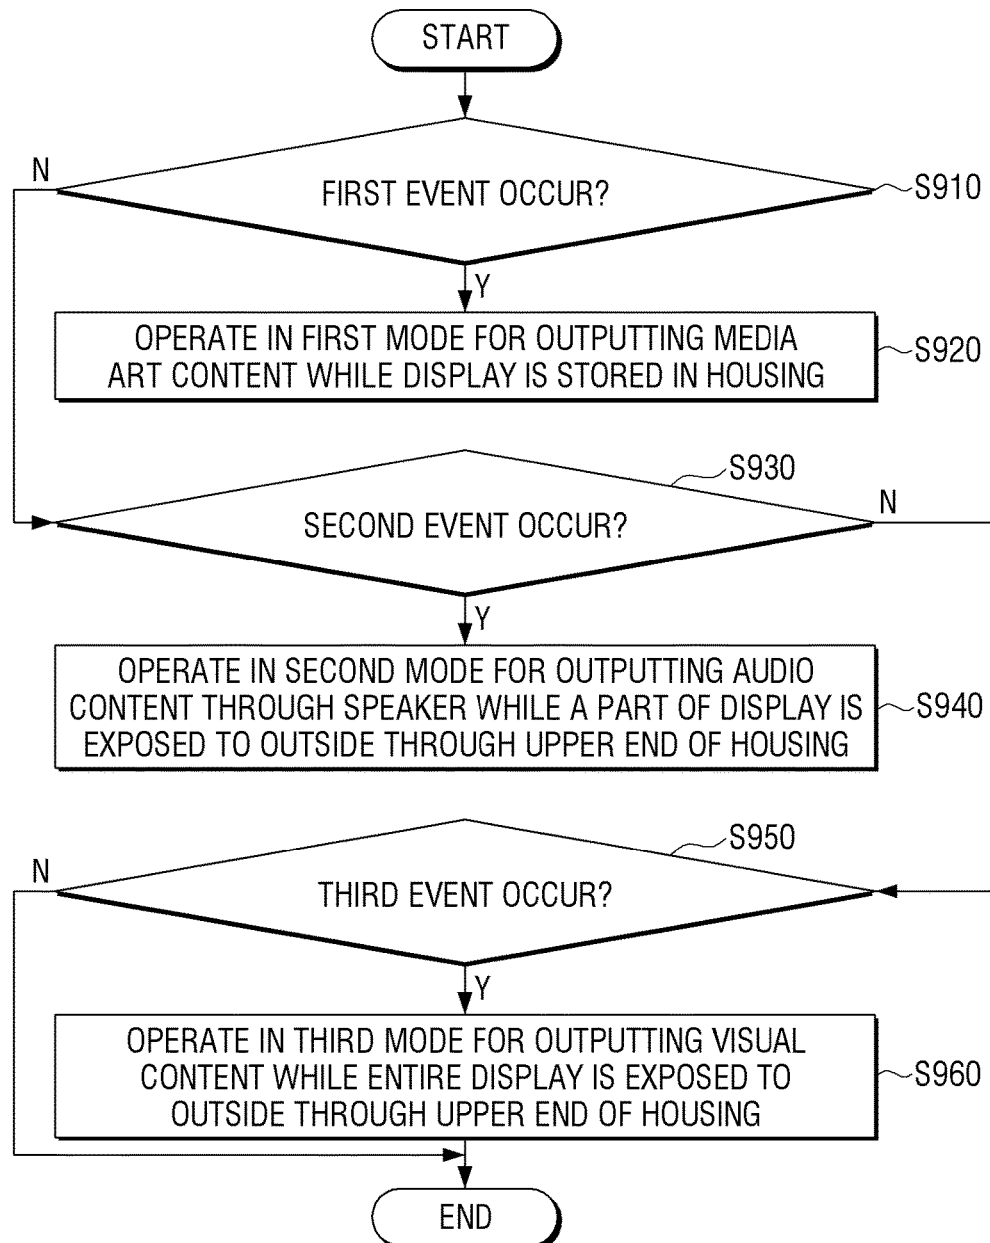 START
N
FIRST EVENT OCCUR?
S910
Y
OPERATE IN FIRST MODE FOR OUTPUTTING MEDIA
ART CONTENT WHILE DISPLAY IS STORED IN HOUSING
S920
S930
N
SECOND EVENT OCCUR?
Y
OPERATE IN SECOND MODE FOR OUTPUTTING AUDIO
CONTENT THROUGH SPEAKER WHILE A PART OF DISPLAY IS
EXPOSED TO OUTSIDE THROUGH UPPER END OF HOUSING
S940
S950
N
THIRD EVENT OCCUR?
Y
OPERATE IN THIRD MODE FOR OUTPUTTING VISUAL
CONTENT WHILE ENTIRE DISPLAY IS EXPOSED TO
OUTSIDE THROUGH UPPER END OF HOUSING
S960
END